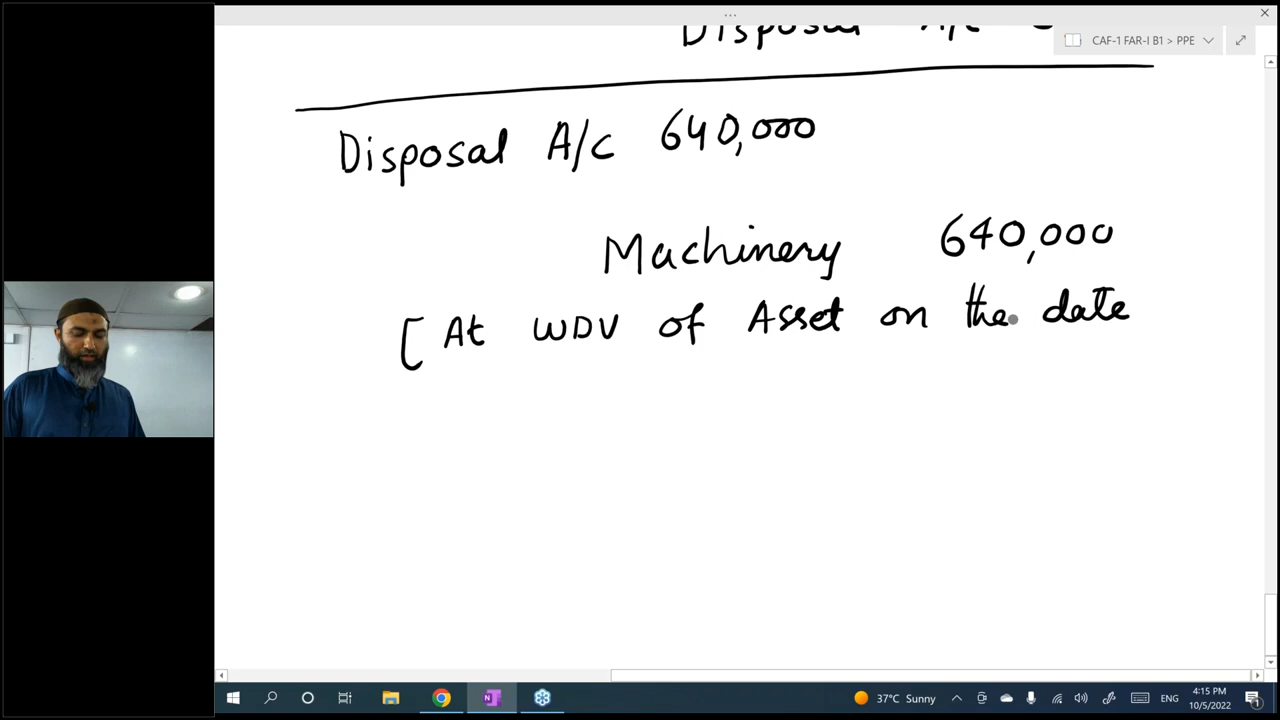 CAF-1 FAR-I B1 > PPE
Disposal A/c
Disposal A/c 640,000
Machinery 640,000
[At WDV of Asset on the date
37°C Sunny
ENG
4:15 PM
10/5/2022